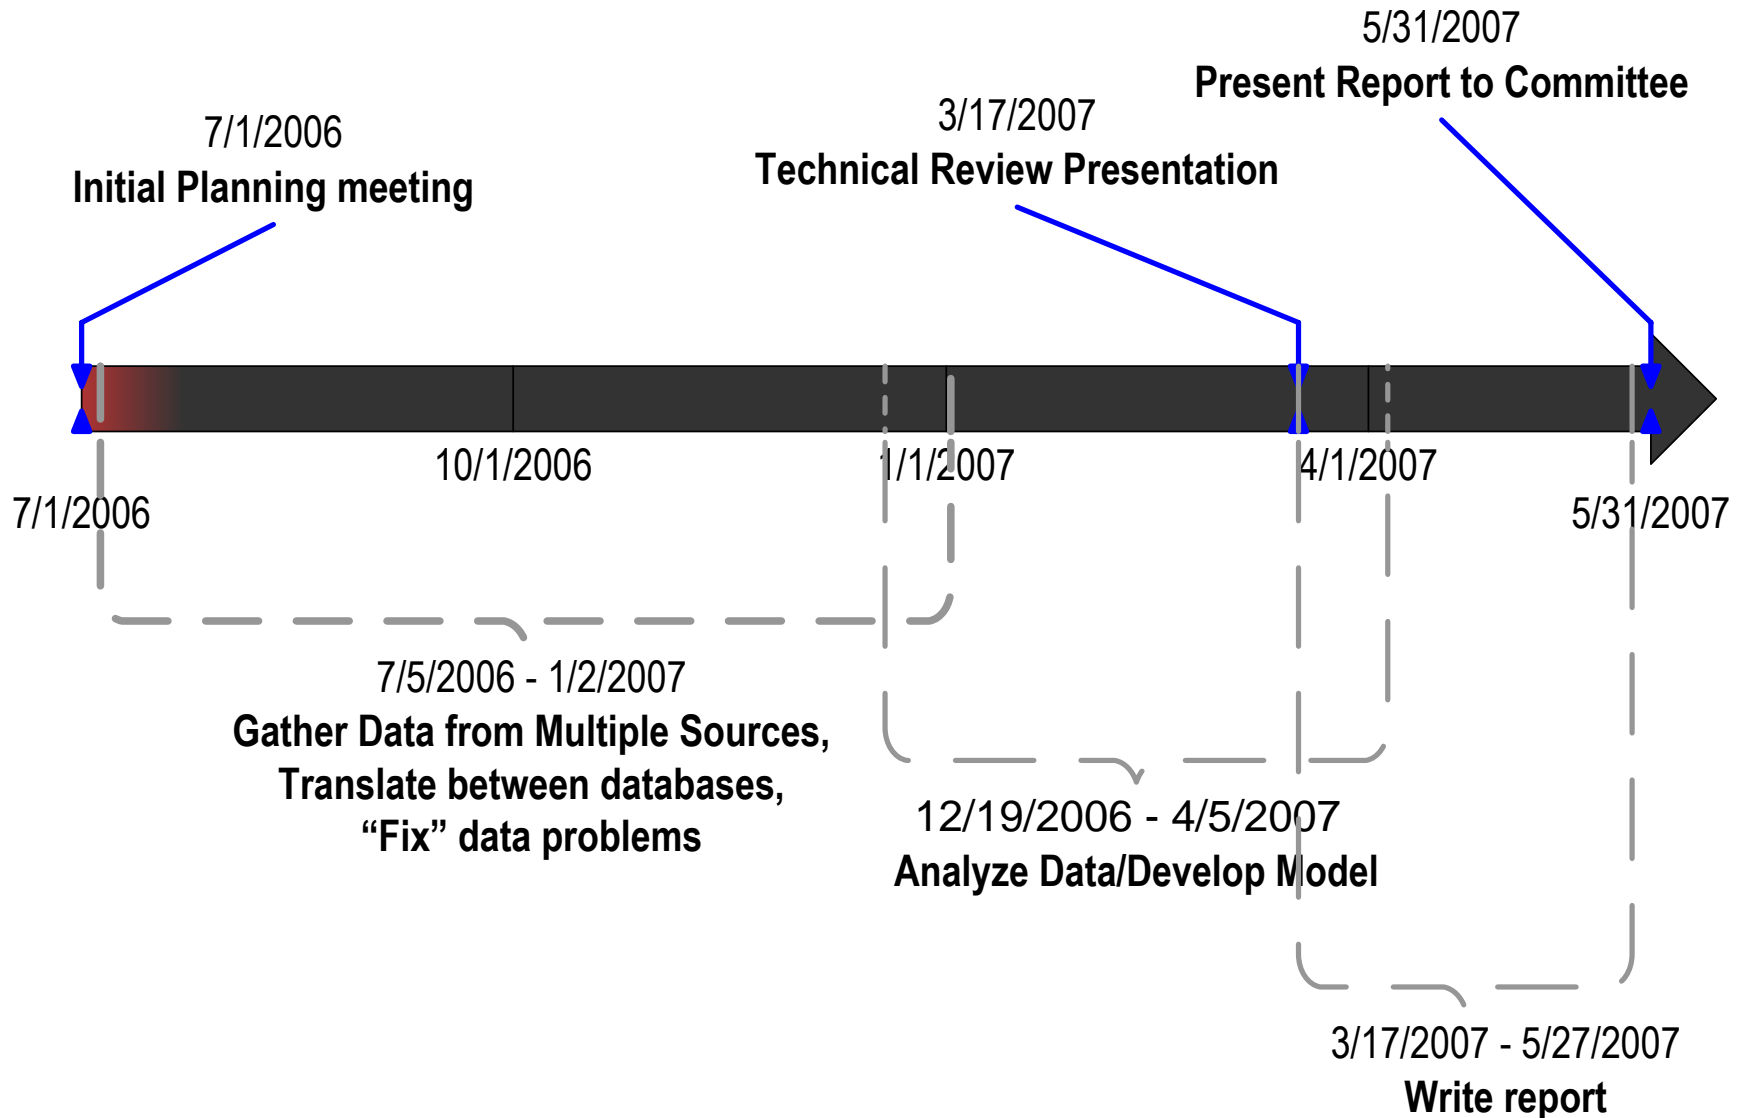 5/31/2007
Present Report to Committee
3/17/2007
Technical Review Presentation
7/1/2006
Initial Planning meeting
10/1/2006
1/1/2007
4/1/2007
7/1/2006
5/31/2007
7/5/2006 - 1/2/2007
Gather Data from Multiple Sources,
Translate between databases,
“Fix” data problems
12/19/2006 - 4/5/2007
Analyze Data/Develop Model
3/17/2007 - 5/27/2007
Write report